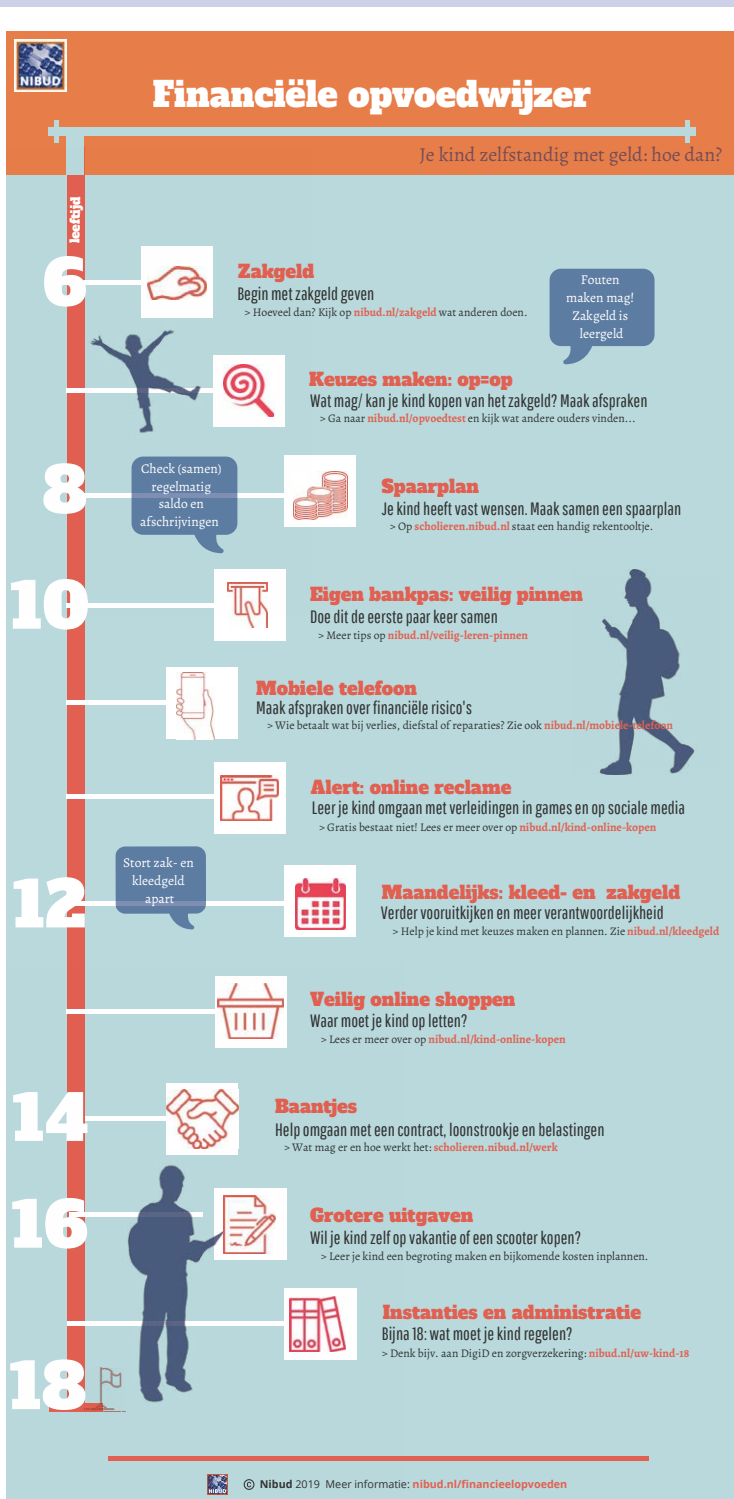 NIBUD
Financiële opvoedwijzer
Je kind zelfstandig met geld: hoe dan?
leeftijd
6
Zakgeld
Begin met zakgeld geven
> Hoeveel dan? Kijk op nibud.nl/zakgeld wat anderen doen.
Fouten
maken mag!
Zakgeld is
leergeld
Keuzes maken: op=op
Wat mag/ kan je kind kopen van het zakgeld? Maak afspraken
> Ga naar nibud.nl/opvoedtest en kijk wat andere ouders vinden...
8
Check (samen)
regelmatig
saldo en
afschrijvingen
Spaarplan
Je kind heeft vast wensen. Maak samen een spaarplan
> Op scholieren.nibud.nl staat een handig rekentooltje.
10
Eigen bankpas: veilig pinnen
Doe dit de eerste paar keer samen
> Meer tips op nibud.nl/veilig-leren-pinnen
Mobiele telefoon
Maak afspraken over financiële risico's
> Wie betaalt wat bij verlies, diefstal of reparaties? Zie ook nibud.nl/mobiele-telefoon
Alert: online reclame
Leer je kind omgaan met verleidingen in games en op sociale media
> Gratis bestaat niet! Lees er meer over op nibud.nl/kind-online-kopen
12
Stort zak- en
kleedgeld
apart
Maandelijks: kleed- en zakgeld
Verder vooruitkijken en meer verantwoordelijkheid
> Help je kind met keuzes maken en plannen. Zie nibud.nl/kleedgeld
Veilig online shoppen
Waar moet je kind op letten?
> Lees er meer over op nibud.nl/kind-online-kopen
14
Baantjes
Help omgaan met een contract, loonstrookje en belastingen
> Wat mag er en hoe werkt het: scholieren.nibud.nl/werk
16
Grotere uitgaven
Wil je kind zelf op vakantie of een scooter kopen?
> Leer je kind een begroting maken en bijkomende kosten inplannen.
Instanties en administratie
Bijna 18: wat moet je kind regelen?
> Denk bijv. aan DigiD en zorgverzekering: nibud.nl/uw-kind-18
18
NIBUD
© Nibud 2019 Meer informatie: nibud.nl/financieelopvoeden